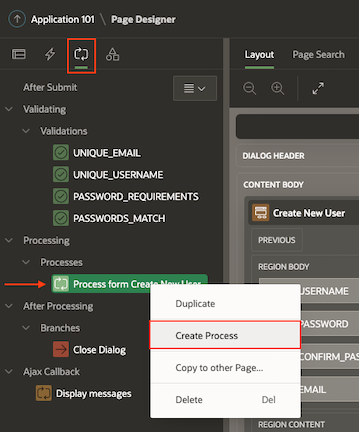 Application 101 \ Page Designer
Layout Page Search
After Submit
Validating
Validations
UNIQUE_EMAIL
UNIQUE_USERNAME
PASSWORD_REQUIREMENTS
PASSWORDS_MATCH
Processing
Processes
Process form Create New User
After Processing
Branches
Close Dialog
Ajax Callback
Display messages
Duplicate
Create Process
Copy to other Page...
Delete Del
DIALOG HEADER
CONTENT BODY
Create New User
PREVIOUS
REGION BODY
USERNAME
PASSWORD
CONFIRM_PAS
EMAIL
REGION CONTENT